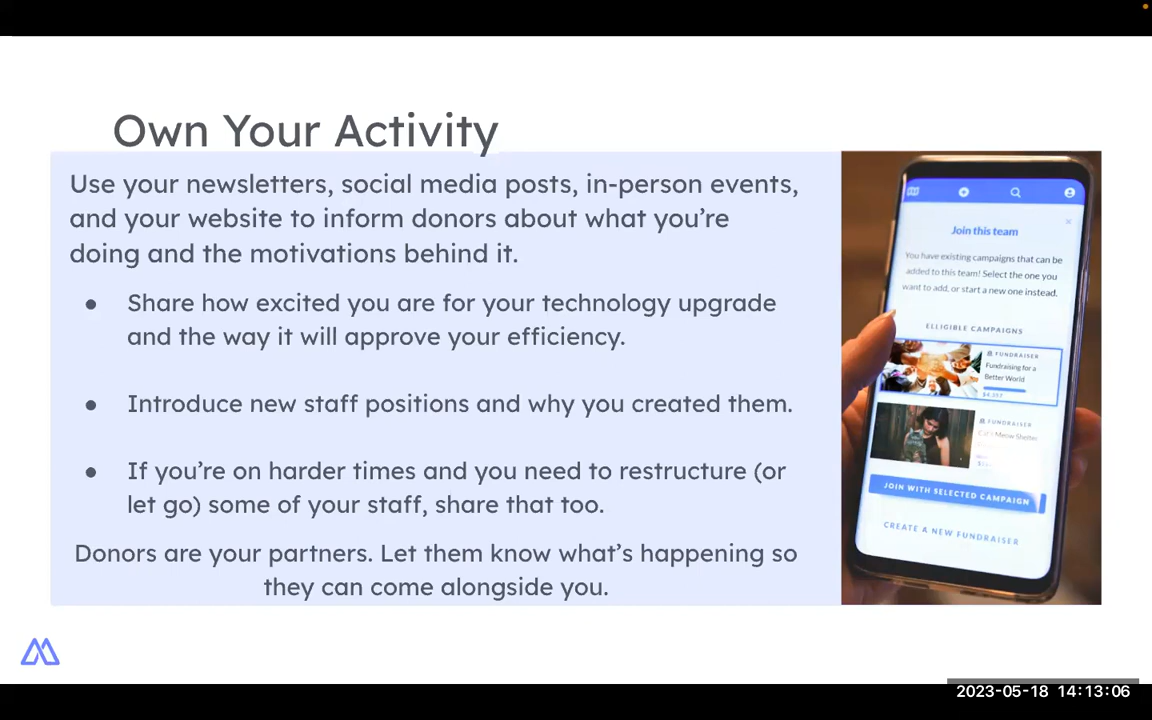 Own Your Activity
Use your newsletters, social media posts, in-person events,
and your website to inform donors about what you're
doing and the motivations behind it.
● Share how excited you are for your technology upgrade
and the way it will approve your efficiency.
● Introduce new staff positions and why you created them.
● If you're on harder times and you need to restructure (or
let go) some of your staff, share that too.
Donors are your partners. Let them know what's happening so
they can come alongside you.
Join this team
You have existing campaigns that can be
added to this team! Select the one you
want to add, or start a new one instead.
ELLIGIBLE CAMPAIGNS
FUNDRAISER
Fundraising for a
Better World
$4,357
FUNDRAISER
Cat's Meow Shelter
JOIN WITH SELECTED CAMPAIGN
CREATE A NEW FUNDRAISER
2023-05-18 14:13:06